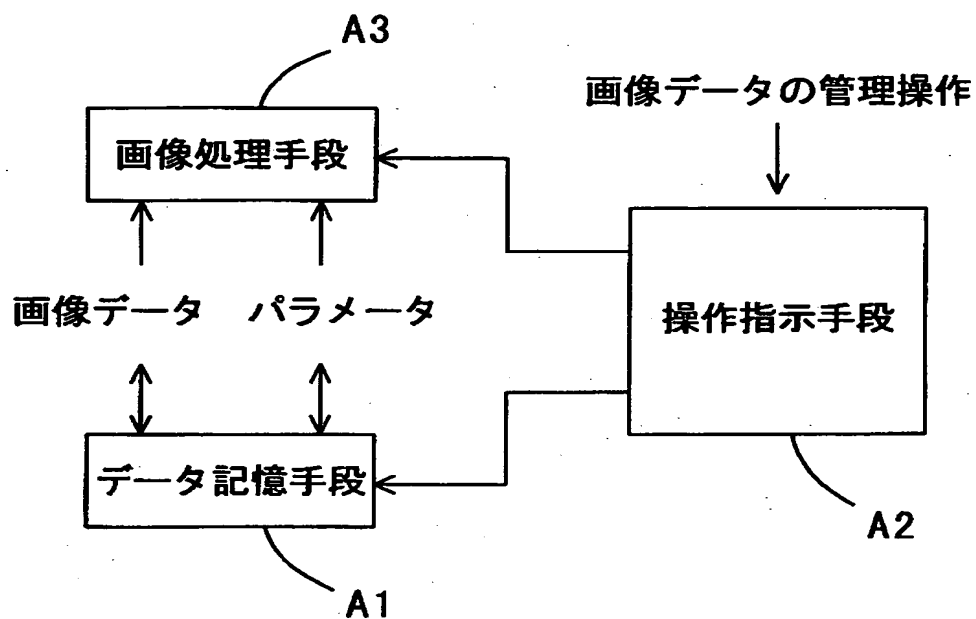 A3
画像データの管理操作
画像処理手段
画像データ パラメータ
操作指示手段
データ記憶手段
A2
A1